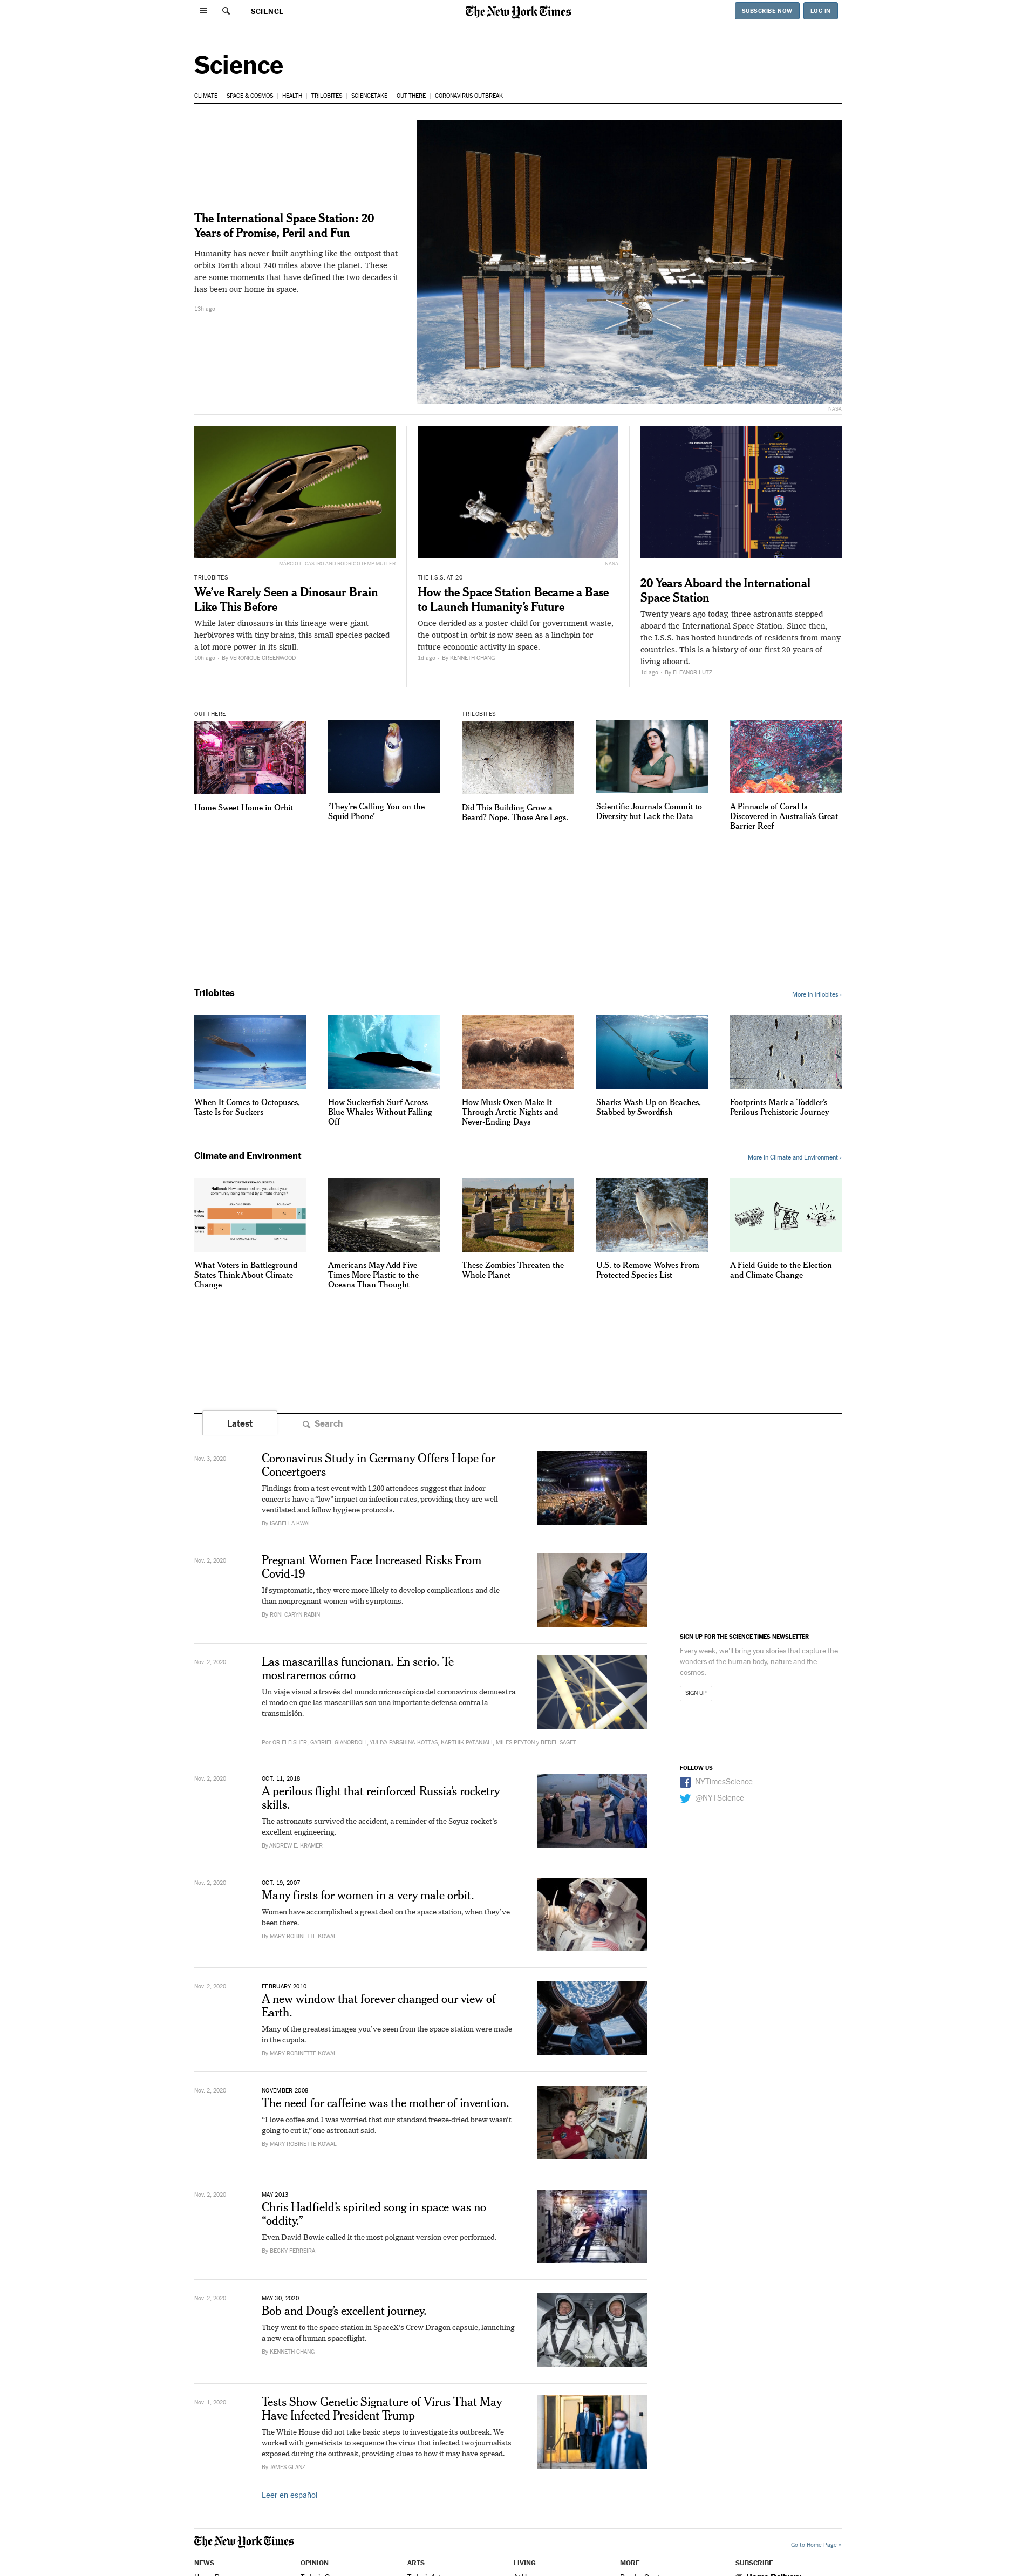 SCIENCE
The New York Times
SUBSCRIBE NOW
LOG IN
Science
CLIMATE
SPACE & COSMOS
HEALTH
TRILOBITES
SCIENCETAKE
OUT THERE
CORONAVIRUS OUTBREAK
The International Space Station: 20
Years of Promise, Peril and Fun
Humanity has never built anything like the outpost that
orbits Earth about 240 miles above the planet. These
are some moments that have defined the two decades it
has been our home in space.
13h ago
NASA
MÁRCIO L. CASTRO AND RODRIGO TEMP MÜLLER
TRILOBITES
We’ve Rarely Seen a Dinosaur Brain
Like This Before
While later dinosaurs in this lineage were giant
herbivores with tiny brains, this small species packed
a lot more power in its skull.
10h ago - By VERONIQUE GREENWOOD
NASA
THE I.S.S. AT 20
How the Space Station Became a Base
to Launch Humanity’s Future
Once derided as a poster child for government waste,
the outpost in orbit is now seen as a linchpin for
future economic activity in space.
1d ago - By KENNETH CHANG
20 Years Aboard the International
Space Station
Twenty years ago today, three astronauts stepped
aboard the International Space Station. Since then,
the I.S.S. has hosted hundreds of residents from many
countries. This is a history of our first 20 years of
living aboard.
1d ago - By ELEANOR LUTZ
OUT THERE
Home Sweet Home in Orbit
‘They’re Calling You on the
Squid Phone’
TRILOBITES
Did This Building Grow a
Beard? Nope. Those Are Legs.
Scientific Journals Commit to
Diversity but Lack the Data
A Pinnacle of Coral Is
Discovered in Australia’s Great
Barrier Reef
Trilobites
More in Trilobites ›
When It Comes to Octopuses,
Taste Is for Suckers
How Suckerfish Surf Across
Blue Whales Without Falling
Off
How Musk Oxen Make It
Through Arctic Nights and
Never-Ending Days
Sharks Wash Up on Beaches,
Stabbed by Swordfish
Footprints Mark a Toddler’s
Perilous Prehistoric Journey
Climate and Environment
More in Climate and Environment ›
National: How concerned are you about your
community being harmed by climate change?
Biden
Trump
What Voters in Battleground
States Think About Climate
Change
Americans May Add Five
Times More Plastic to the
Oceans Than Thought
These Zombies Threaten the
Whole Planet
U.S. to Remove Wolves From
Protected Species List
A Field Guide to the Election
and Climate Change
Latest
Search
Nov. 3, 2020
Coronavirus Study in Germany Offers Hope for
Concertgoers
Findings from a test event with 1,200 attendees suggest that indoor
concerts have a “low” impact on infection rates, providing they are well
ventilated and follow hygiene protocols.
By ISABELLA KWAI
Nov. 2, 2020
Pregnant Women Face Increased Risks From
Covid-19
If symptomatic, they were more likely to develop complications and die
than nonpregnant women with symptoms.
By RONI CARYN RABIN
Nov. 2, 2020
Las mascarillas funcionan. En serio. Te
mostraremos cómo
Un viaje visual a través del mundo microscópico del coronavirus demuestra
el modo en que las mascarillas son una importante defensa contra la
transmisión.
Por OR FLEISHER, GABRIEL GIANORDOLI, YULIYA PARSHINA-KOTTAS, KARTHIK PATANJALI, MILES PEYTON y BEDEL SAGET
Nov. 2, 2020
OCT. 11, 2018
A perilous flight that reinforced Russia’s rocketry
skills.
The astronauts survived the accident, a reminder of the Soyuz rocket’s
excellent engineering.
By ANDREW E. KRAMER
Nov. 2, 2020
OCT. 19, 2007
Many firsts for women in a very male orbit.
Women have accomplished a great deal on the space station, when they’ve
been there.
By MARY ROBINETTE KOWAL
Nov. 2, 2020
FEBRUARY 2010
A new window that forever changed our view of
Earth.
Many of the greatest images you’ve seen from the space station were made
in the cupola.
By MARY ROBINETTE KOWAL
Nov. 2, 2020
NOVEMBER 2008
The need for caffeine was the mother of invention.
“I love coffee and I was worried that our standard freeze-dried brew wasn’t
going to cut it,” one astronaut said.
By MARY ROBINETTE KOWAL
Nov. 2, 2020
MAY 2013
Chris Hadfield’s spirited song in space was no
“oddity.”
Even David Bowie called it the most poignant version ever performed.
By BECKY FERREIRA
Nov. 2, 2020
MAY 30, 2020
Bob and Doug’s excellent journey.
They went to the space station in SpaceX’s Crew Dragon capsule, launching
a new era of human spaceflight.
By KENNETH CHANG
Nov. 1, 2020
Tests Show Genetic Signature of Virus That May
Have Infected President Trump
The White House did not take basic steps to investigate its outbreak. We
worked with geneticists to sequence the virus that infected two journalists
exposed during the outbreak, providing clues to how it may have spread.
By JAMES GLANZ
Leer en español
SIGN UP FOR THE SCIENCE TIMES NEWSLETTER
Every week, we’ll bring you stories that capture the
wonders of the human body, nature and the
cosmos.
SIGN UP
FOLLOW US
NYTimesScience
@NYTScience
The New York Times
Go to Home Page »
NEWS
OPINION
ARTS
LIVING
MORE
SUBSCRIBE